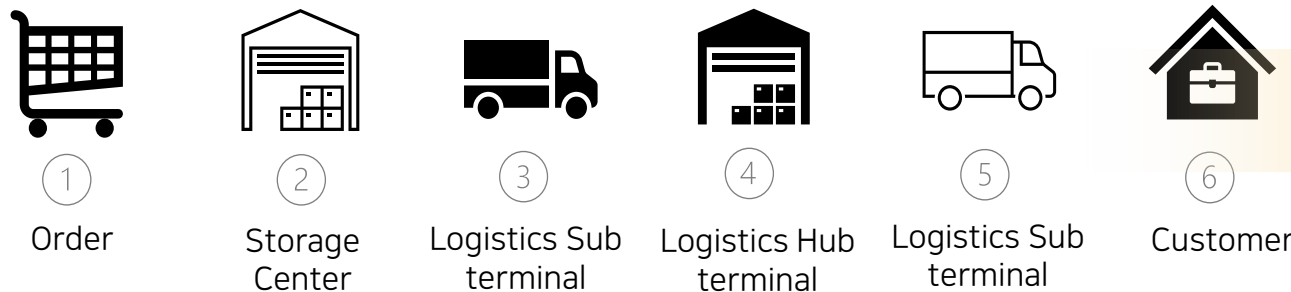 1
Order
2
Storage
Center
3
Logistics Sub
terminal
4
Logistics Hub
terminal
5
Logistics Sub
terminal
6
Customer